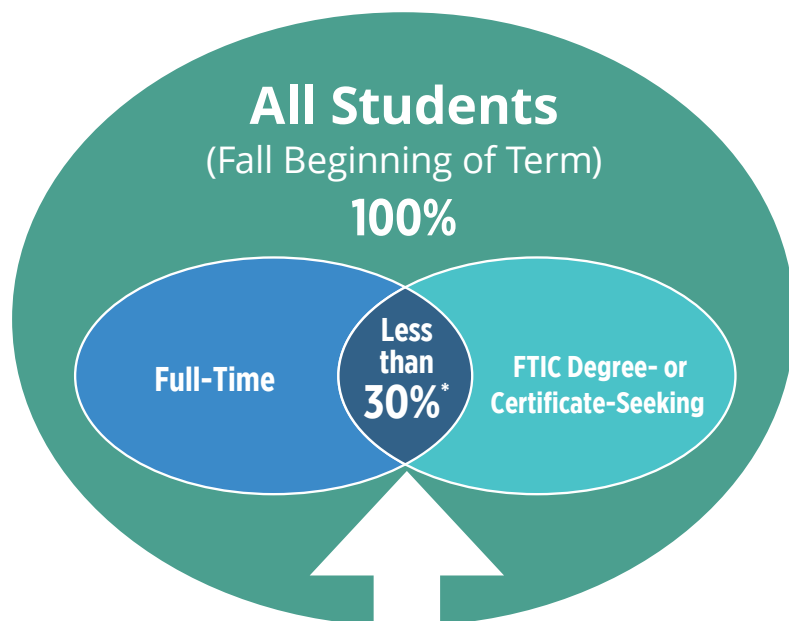 All Students
(Fall Beginning of Term)
100%
Full-Time
Less
than
30%*
FTIC Degree- or
Certificate-Seeking